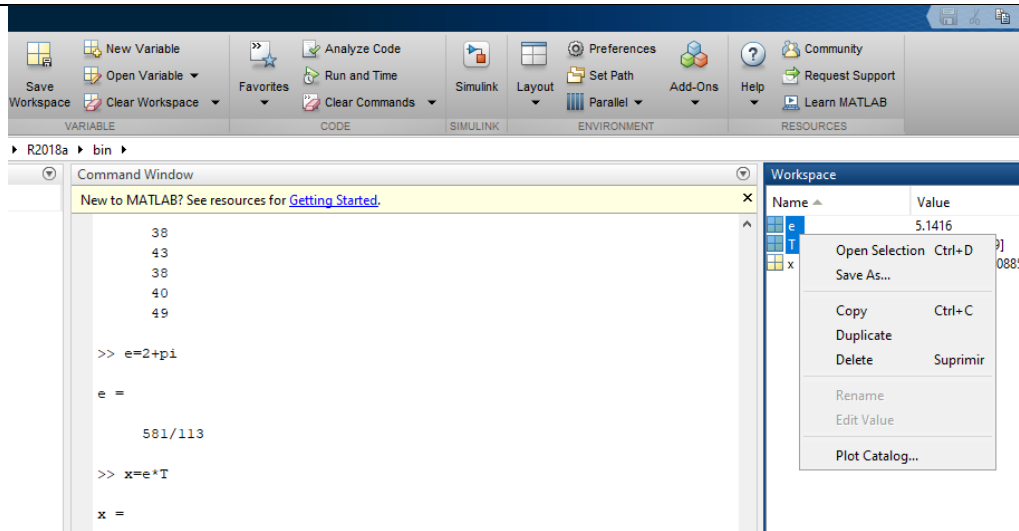 New Variable
Open Variable
Save Workspace
Clear Workspace
VARIABLE
Favorites
Analyze Code
Run and Time
Clear Commands
CODE
Simulink
SIMULINK
Layout
Preferences
Set Path
Parallel
Add-Ons
ENVIRONMENT
Help
Community
Request Support
Learn MATLAB
RESOURCES
R2018a bin
Command Window
New to MATLAB? See resources for Getting Started.
38
43
38
40
49
>> e=2+pi
e =
581/113
>> x=e*T
x =
Workspace
Name Value
e 5.1416
T 9]
x 0885
Open Selection Ctrl+D
Save As...
Copy Ctrl+C
Duplicate
Delete Suprimir
Rename
Edit Value
Plot Catalog...